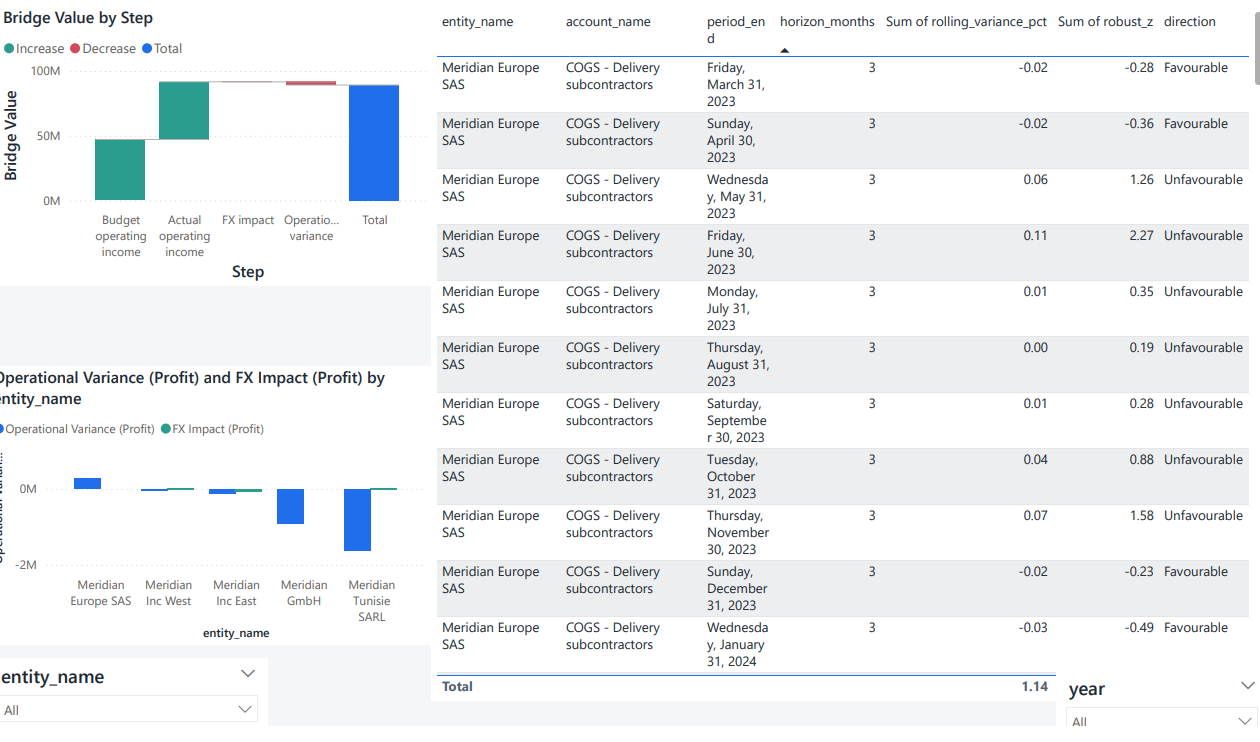 Bridge Value by Step
Increase Decrease Total
100M
50M
0M
Bridge Value
Budget operating income
Actual operating income
FX impact
Operatio... variance
Total
Step
Operational Variance (Profit) and FX Impact (Profit) by
entity_name
Operational Variance (Profit) FX Impact (Profit)
0M
-2M
Meridian Europe SAS
Meridian Inc West
Meridian Inc East
Meridian GmbH
Meridian Tunisie SARL
entity_name
entity_name
All
entity_name account_name period_end horizon_months Sum of rolling_variance_pct Sum of robust_z direction
Meridian Europe SAS COGS - Delivery subcontractors Friday, March 31, 2023 3 -0.02 -0.28 Favourable
Meridian Europe SAS COGS - Delivery subcontractors Sunday, April 30, 2023 3 -0.02 -0.36 Favourable
Meridian Europe SAS COGS - Delivery subcontractors Wednesday, May 31, 2023 3 0.06 1.26 Unfavourable
Meridian Europe SAS COGS - Delivery subcontractors Friday, June 30, 2023 3 0.11 2.27 Unfavourable
Meridian Europe SAS COGS - Delivery subcontractors Monday, July 31, 2023 3 0.01 0.35 Unfavourable
Meridian Europe SAS COGS - Delivery subcontractors Thursday, August 31, 2023 3 0.00 0.19 Unfavourable
Meridian Europe SAS COGS - Delivery subcontractors Saturday, September 30, 2023 3 0.01 0.28 Unfavourable
Meridian Europe SAS COGS - Delivery subcontractors Tuesday, October 31, 2023 3 0.04 0.88 Unfavourable
Meridian Europe SAS COGS - Delivery subcontractors Thursday, November 30, 2023 3 0.07 1.58 Unfavourable
Meridian Europe SAS COGS - Delivery subcontractors Sunday, December 31, 2023 3 -0.02 -0.23 Favourable
Meridian Europe SAS COGS - Delivery subcontractors Wednesday, January 31, 2024 3 -0.03 -0.49 Favourable
Total 1.14
year
All